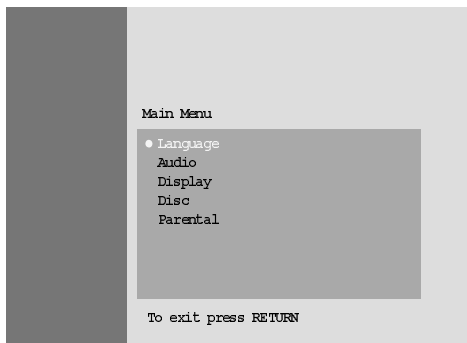 Main Menu
● Language
Audio
Display
Disc
Parental
To exit press RETURN